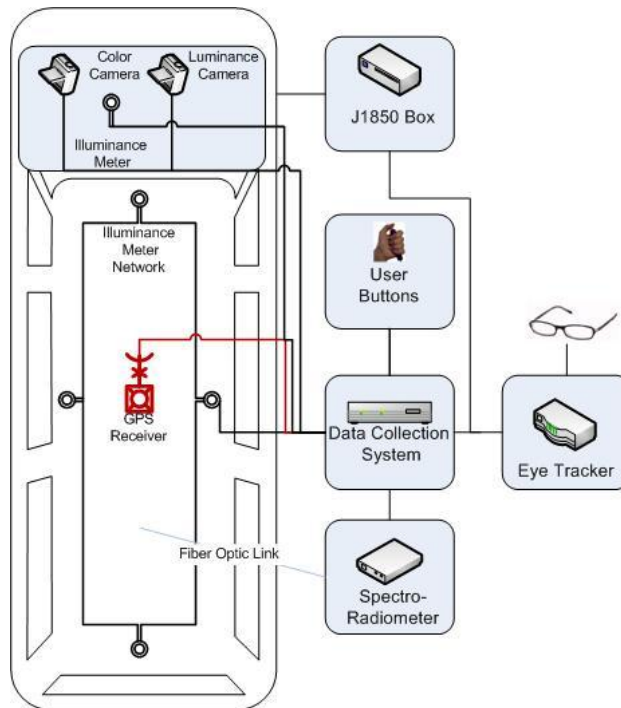 Color
Camera
Luminance
Camera
Illuminance
Meter
J1850 Box
Illuminance
Meter
Network
User
Buttons
GPS
Receiver
Data Collection
System
Eye Tracker
Fiber Optic Link
Spectro-
Radiometer